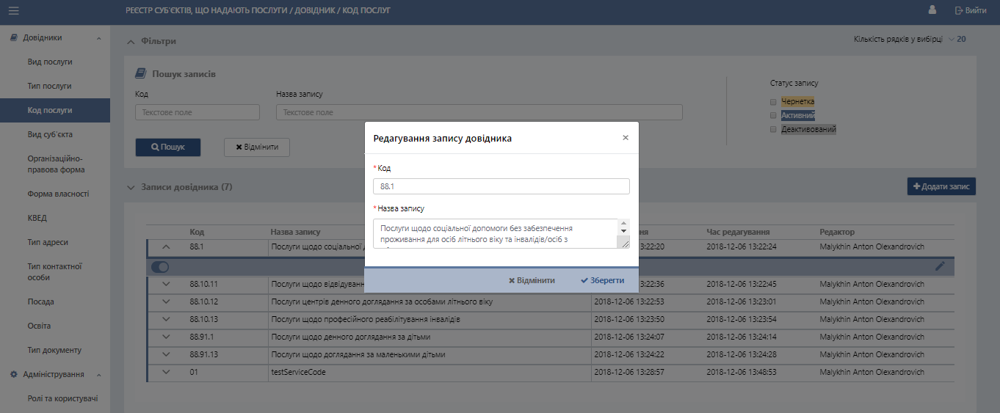 РЕЄСТР СУБ'ЄКТІВ, ЩО НАДАЮТЬ ПОСЛУГИ / ДОВІДНИК / КОД ПОСЛУГ
Вийти
Довідники
Вид послуги
Тип послуги
Код послуги
Вид суб'єкта
Організаційно-
правова форма
Форма власності
КВЕД
Тип адреси
Тип контактної
особи
Посада
Освіта
Тип документу
Адміністрування
Ролі та користувачі
Фільтри
Кількість рядків у вибірці 20
Пошук записів
Код
Назва запису
Текстове поле
Текстове поле
Пошук
Відмінити
Статус запису
Чернетка
Активний
Деактивований
Записи довідника (7)
Додати запис
Код Назва запису Час редагування Редактор
88.1 Послуги щодо соціальної 13:22:20 2018-12-06 13:22:24 Malykhin Anton Olexandrovich
88.10.11 Послуги щодо відвідуван 13:22:36 2018-12-06 13:22:45 Malykhin Anton Olexandrovich
88.10.12 Послуги центрів денного доглядання за особами літнього віку 2018-12-06 13:22:53 2018-12-06 13:23:01 Malykhin Anton Olexandrovich
88.10.13 Послуги щодо професійного реабілітування інвалідів 2018-12-06 13:23:50 2018-12-06 13:23:54 Malykhin Anton Olexandrovich
88.91.1 Послуги щодо денного доглядання за дітьми 2018-12-06 13:24:07 2018-12-06 13:24:14 Malykhin Anton Olexandrovich
88.91.13 Послуги щодо доглядання за маленькими дітьми 2018-12-06 13:24:22 2018-12-06 13:24:28 Malykhin Anton Olexandrovich
01 testServiceCode 2018-12-06 13:28:57 2018-12-06 13:48:53 Malykhin Anton Olexandrovich
Редагування запису довідника ×
*Код
88.1
*Назва запису
Послуги щодо соціальної допомоги без забезпечення
проживання для осіб літнього віку та інвалідів/осіб з
Відмінити
Зберегти